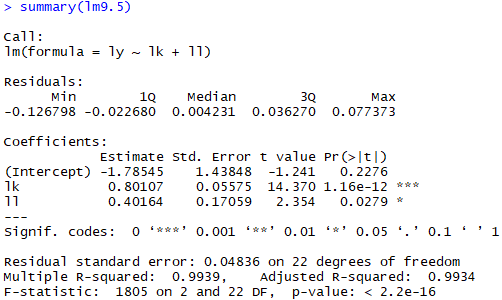 > summary(lm9.5)
Call:
lm(formula = ly ~ lk + ll)
Residuals:
Min 1Q Median 3Q Max
-0.126798 -0.022680 0.004231 0.036270 0.077373
Coefficients:
Estimate Std. Error t value Pr(>|t|)
(Intercept) -1.78545 1.43848 -1.241 0.2276
lk 0.80107 0.05575 14.370 1.16e-12 ***
ll 0.40164 0.17059 2.354 0.0279 *
---
Signif. codes: 0 ‘***’ 0.001 ‘**’ 0.01 ‘*’ 0.05 ‘.’ 0.1 ‘ ’ 1
Residual standard error: 0.04836 on 22 degrees of freedom
Multiple R-squared: 0.9939, Adjusted R-squared: 0.9934
F-statistic: 1805 on 2 and 22 DF, p-value: < 2.2e-16